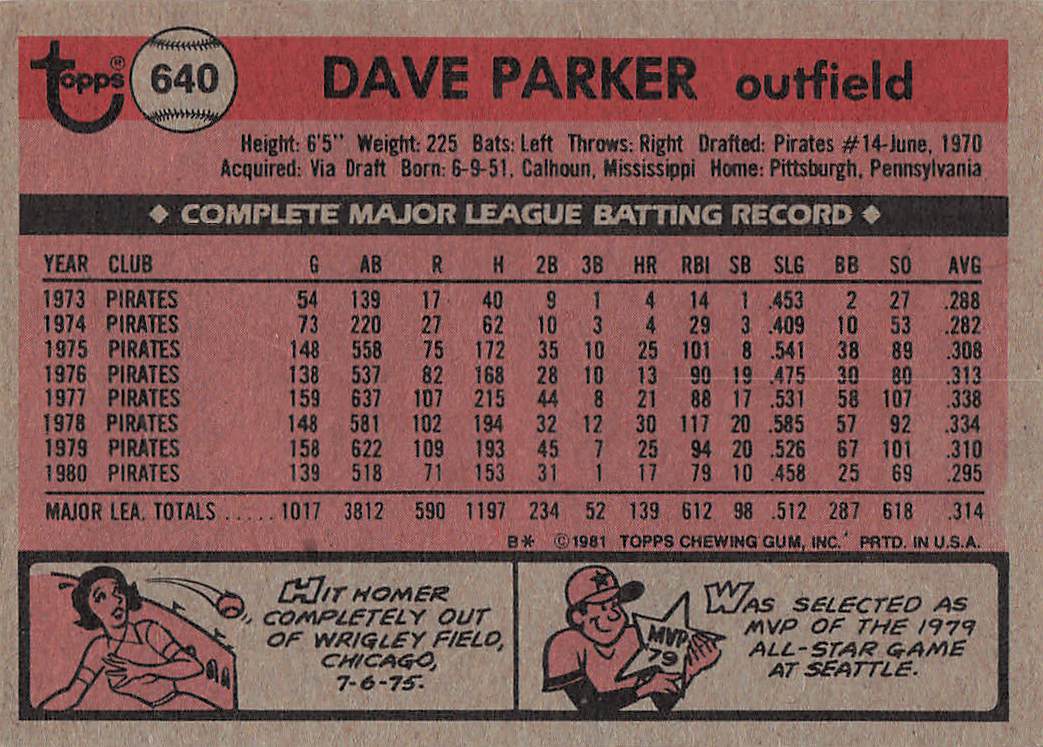 Topps® 640 DAVE PARKER outfield
Height: 6'5" Weight: 225 Bats: Left Throws: Right Drafted: Pirates #14-June, 1970
Acquired: Via Draft Born: 6-9-51, Calhoun, Mississippi Home: Pittsburgh, Pennsylvania
◆ COMPLETE MAJOR LEAGUE BATTING RECORD ◆
YEAR CLUB G AB R H 2B 3B HR RBI SB SLG BB SO AVG
1973 PIRATES 54 139 17 40 9 1 4 14 1 .453 2 27 .288
1974 PIRATES 73 220 27 62 10 3 4 29 3 .409 10 53 .282
1975 PIRATES 148 558 75 172 35 10 25 101 8 .541 38 89 .308
1976 PIRATES 138 537 82 168 28 10 13 90 19 .475 30 80 .313
1977 PIRATES 159 637 107 215 44 8 21 88 17 .531 58 107 .338
1978 PIRATES 148 581 102 194 32 12 30 117 20 .585 57 92 .334
1979 PIRATES 158 622 109 193 45 7 25 94 20 .526 67 101 .310
1980 PIRATES 139 518 71 153 31 1 17 79 10 .458 25 69 .295
MAJOR LEA. TOTALS ..... 1017 3812 590 1197 234 52 139 612 98 .512 287 618 .314
B* ©1981 TOPPS CHEWING GUM, INC. PRTD. IN U.S.A.
HIT HOMER
COMPLETELY OUT
OF WRIGLEY FIELD,
CHICAGO,
7-6-75.
MVP
'79
WAS SELECTED AS
MVP OF THE 1979
ALL-STAR GAME
AT SEATTLE.